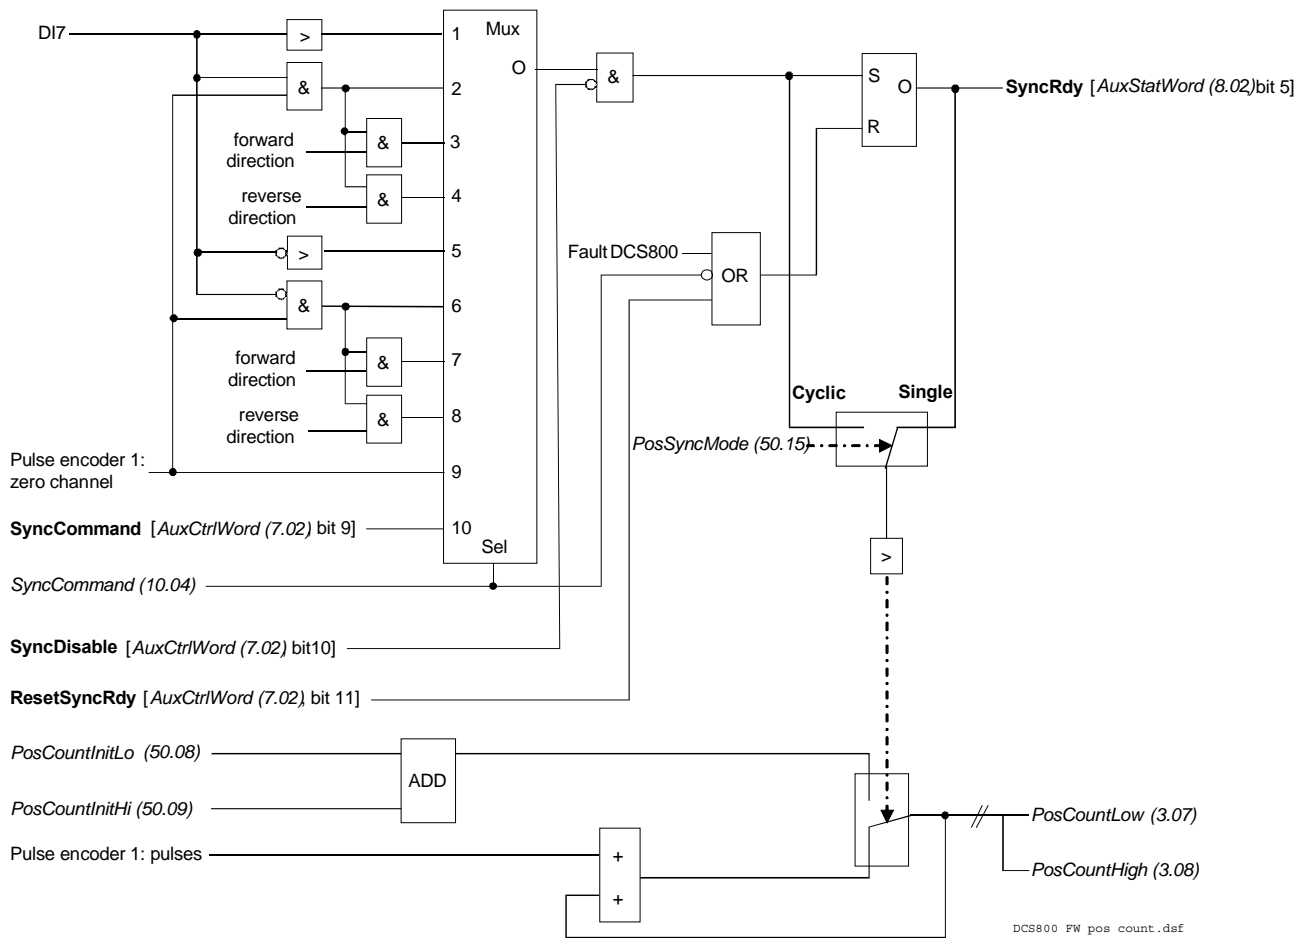 DI7
>
1
Mux
O
&
2
forward
direction
&
3
reverse
direction
&
4
>
5
&
6
forward
direction
&
7
reverse
direction
&
8
Pulse encoder 1:
zero channel
9
SyncCommand [AuxCtrlWord (7.02) bit 9]
10
Sel
SyncCommand (10.04)
SyncDisable [AuxCtrlWord (7.02) bit10]
ResetSyncRdy [AuxCtrlWord (7.02), bit 11]
&
S
O
R
SyncRdy [AuxStatWord (8.02,) bit 5]
Fault DCS800
OR
Cyclic
Single
PosSyncMode (50.15)
>
PosCountInitLo (50.08)
PosCountInitHi (50.09)
ADD
Pulse encoder 1: pulses
+
+
PosCountLow (3.07)
PosCountHigh (3.08)
DCS800 FW pos count.dsf